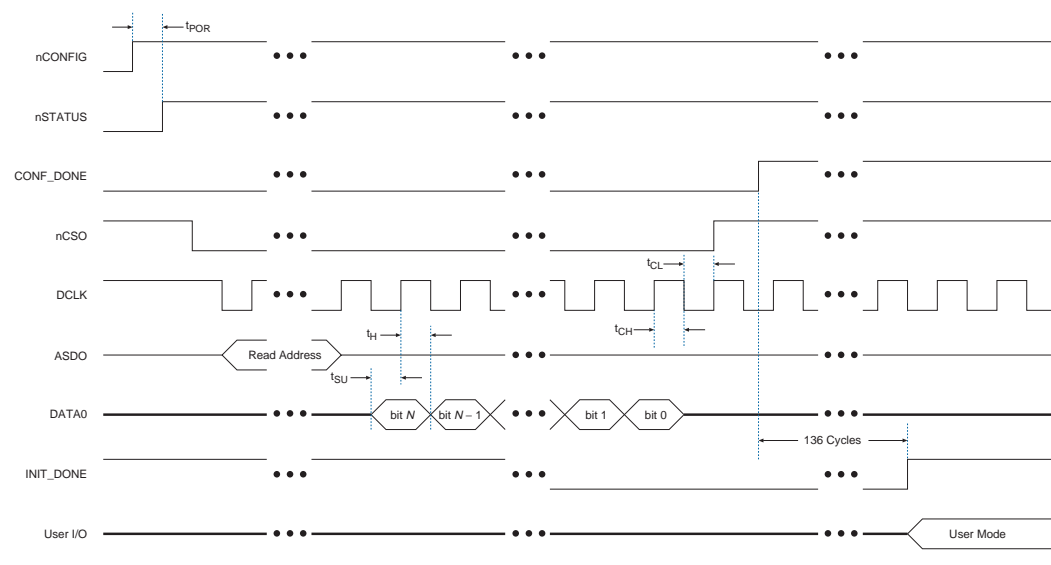 tPOR
nCONFIG
nSTATUS
CONF_DONE
nCSO
tCL
DCLK
tH
tCH
ASDO
Read Address
tSU
DATA0
bit N
bit N – 1
bit 1
bit 0
136 Cycles
INIT_DONE
User I/O
User Mode